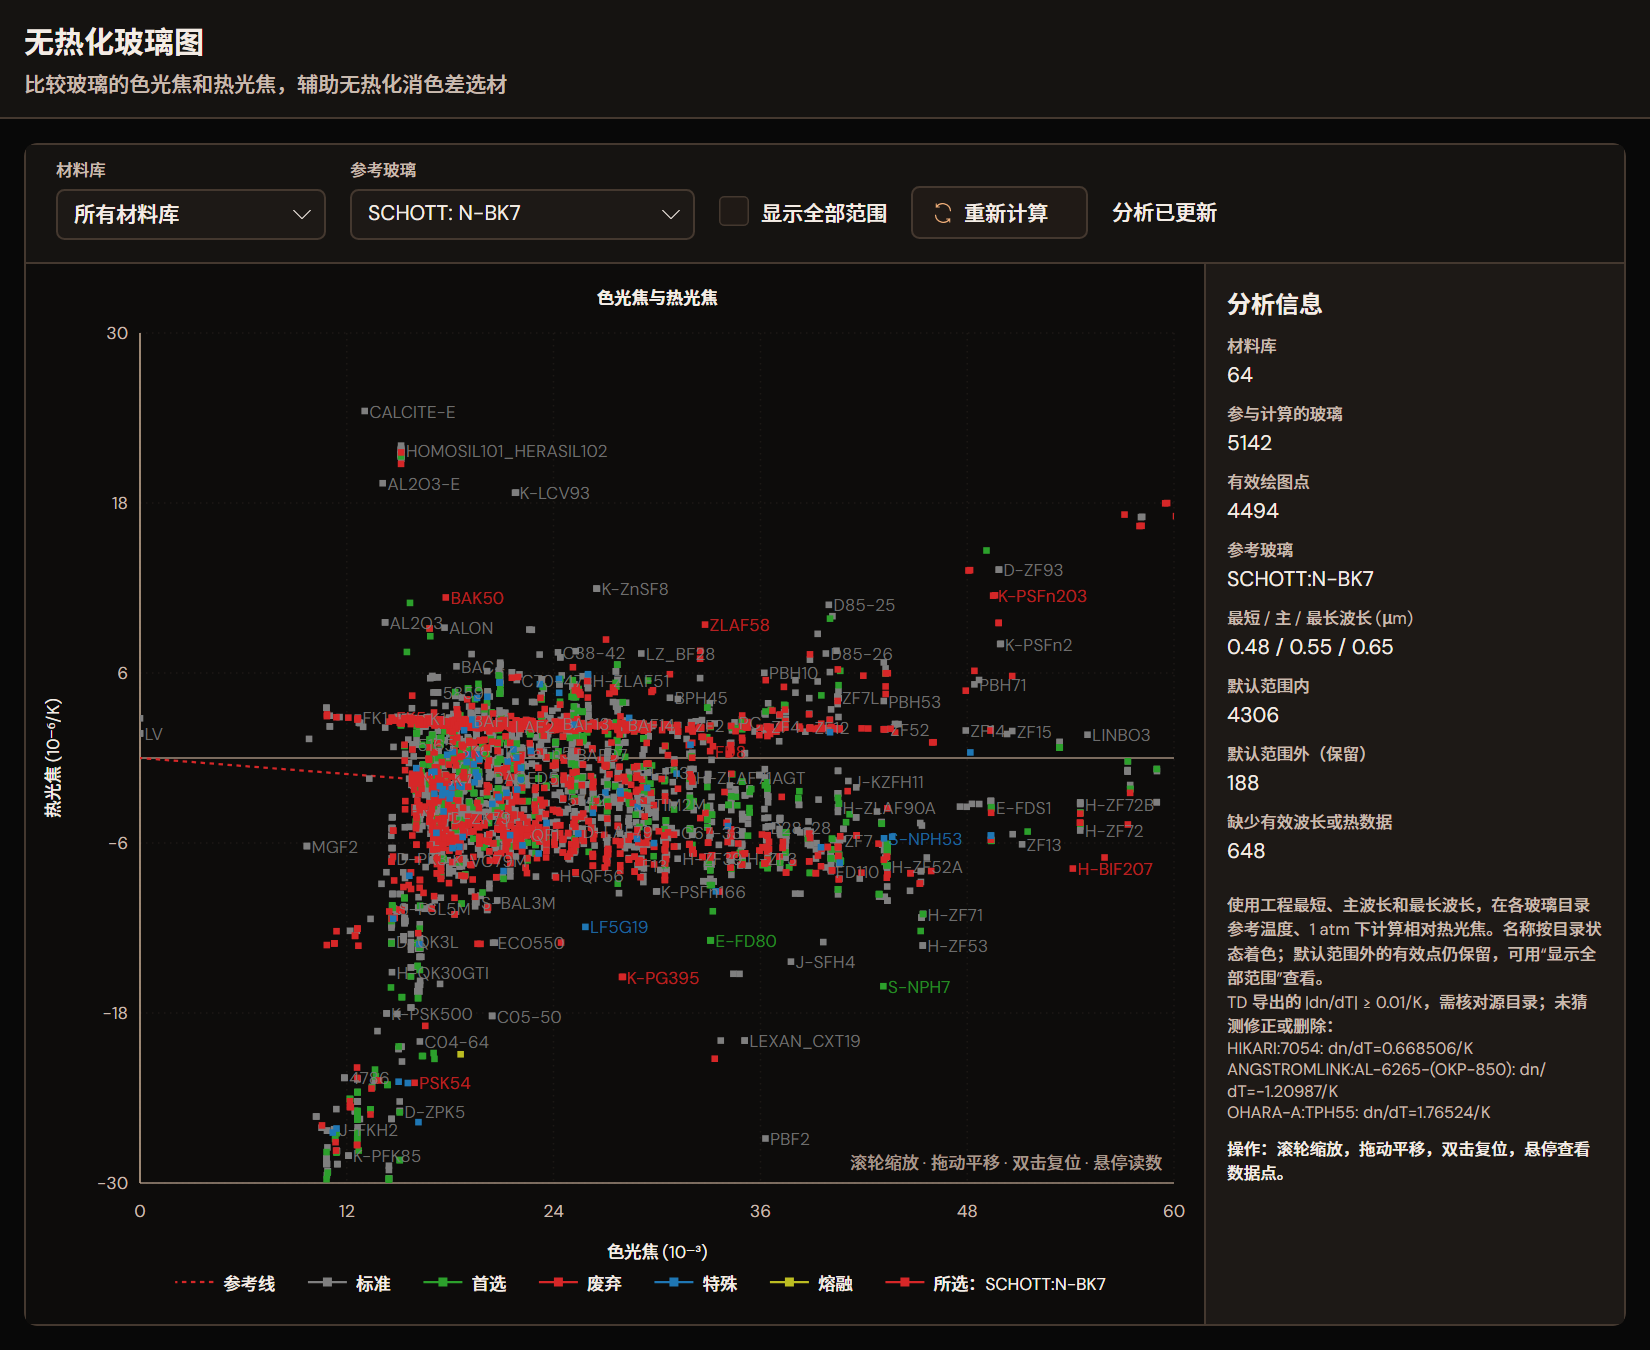 无热化玻璃图
比较玻璃的色光焦和热光焦，辅助无热化消色差选材
材料库
参考玻璃
所有材料库
SCHOTT: N-BK7
显示全部范围
重新计算
分析已更新
色光焦与热光焦
30
18
6
-6
-18
-30
热光焦 (10⁻⁶/K)
CALCITE-E
HOMOSIL101_HERASIL102
AL2O3-E
K-LCV93
D-ZF93
K-ZnSF8
K-PSFn203
BAK50
D85-25
AL2O3
ALON
ZLAF58
K-PSFn2
C38-42
LZ_BF28
D85-26
PBH10
PBH71
H-ZLAF51
BPH45
ZF7L
PBH53
ZF52
ZF14
ZF15
LINBO3
LV
J-KZFH11
H-ZLAF90A
E-FDS1
H-ZF72B
H-ZF72
S-NPH53
ZF13
MGF2
ZF7
H-ZF52A
FD110
H-BIF207
H-QF56
K-PSFn166
S-BAL3M
H-ZF71
LF5G19
E-FD80
D-QK3L
ECO550
H-ZF53
J-SFH4
H-QK30GTI
K-PG395
S-NPH7
K-PSK500
C05-50
C04-64
LEXAN_CXT19
4786
PSK54
D-ZPK5
J-FKH2
PBF2
K-PFK85
滚轮缩放 · 拖动平移 · 双击复位 · 悬停读数
0
12
24
36
48
60
色光焦 (10⁻³)
参考线
标准
首选
废弃
特殊
熔融
所选：SCHOTT:N-BK7
分析信息
材料库
64
参与计算的玻璃
5142
有效绘图点
4494
参考玻璃
SCHOTT:N-BK7
最短 / 主 / 最长波长 (μm)
0.48 / 0.55 / 0.65
默认范围内
4306
默认范围外（保留）
188
缺少有效波长或热数据
648
使用工程最短、主波长和最长波长，在各玻璃目录
参考温度、1 atm 下计算相对热光焦。名称按目录状
态着色；默认范围外的有效点仍保留，可用“显示全
部范围”查看。
TD 导出的 |dn/dT| ≥ 0.01/K，需核对源目录；未猜
测修正或删除：
HIKARI:7054: dn/dT=0.668506/K
ANGSTROMLINK:AL-6265-(OKP-850): dn/
dT=-1.20987/K
OHARA-A:TPH55: dn/dT=1.76524/K
操作：滚轮缩放，拖动平移，双击复位，悬停查看
数据点。